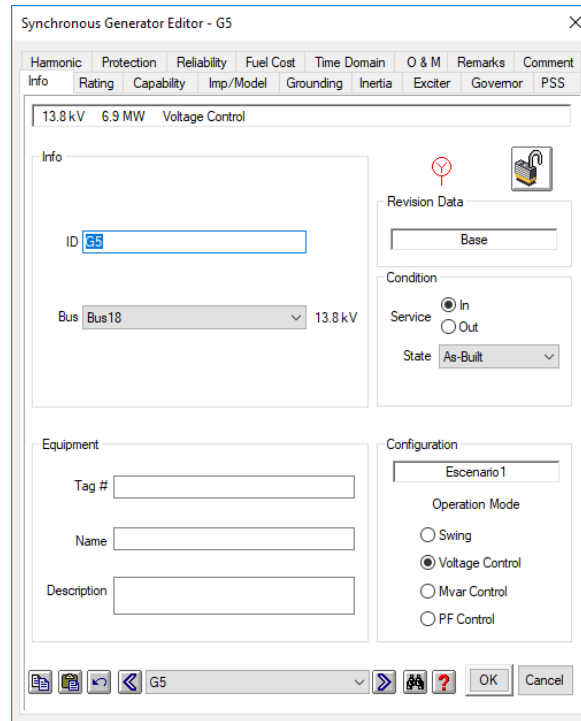 Synchronous Generator Editor - G5
Harmonic Protection Reliability Fuel Cost Time Domain O & M Remarks Comment
Info Rating Capability Imp/Model Grounding Inertia Exciter Governor PSS
13.8 kV 6.9 MW Voltage Control
Info
ID G5
Bus Bus18 13.8 kV
Revision Data
Base
Condition
Service In
Out
State As-Built
Equipment
Tag #
Name
Description
Configuration
Escenario1
Operation Mode
Swing
Voltage Control
Mvar Control
PF Control
G5 ? OK Cancel